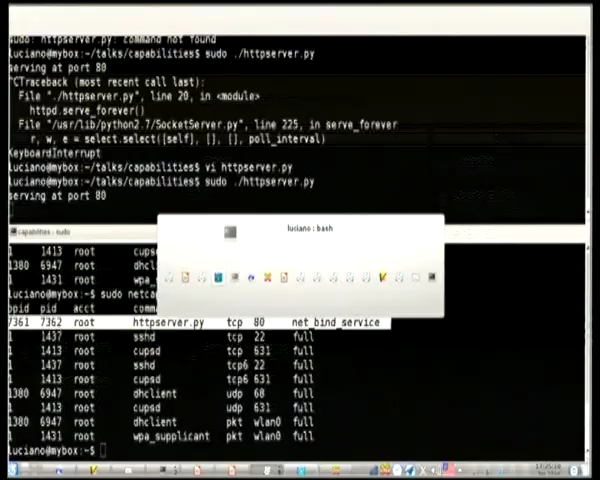 sudo: .py: command not found
luciano@mybox:~/talks/capabilities$ sudo ./httpserver.py
serving at port 80
^CTraceback (most recent call last):
File "./httpserver.py", line 20, in <module>
httpd.serve_forever()
File "/usr/lib/python2.7/SocketServer.py", line 225, in serve_forever
r, w, e = select.select([self], [], [], poll_interval)
KeyboardInterrupt
luciano@mybox:~/talks/capabilities$ vi httpserver.py
luciano@mybox:~/talks/capabilities$ sudo ./httpserver.py
serving at port 80
luciano : bash
capabilities - sudo
1 1413 root cups
1380 6947 root dhcl
1 1431 root wpa_
luciano@mybox:~$ sudo netca
ppid pid acct comm
7361 7362 root httpserver.py tcp 80 net_bind_service
1 1437 root sshd tcp 22 full
1 1413 root cupsd tcp 631 full
1 1437 root sshd tcp6 22 full
1 1413 root cupsd tcp6 631 full
1380 6947 root dhclient udp 68 full
1 1413 root cupsd udp 631 full
1380 6947 root dhclient pkt wlan0 full
1 1431 root wpa_supplicant pkt wlan0 full
luciano@mybox:~$